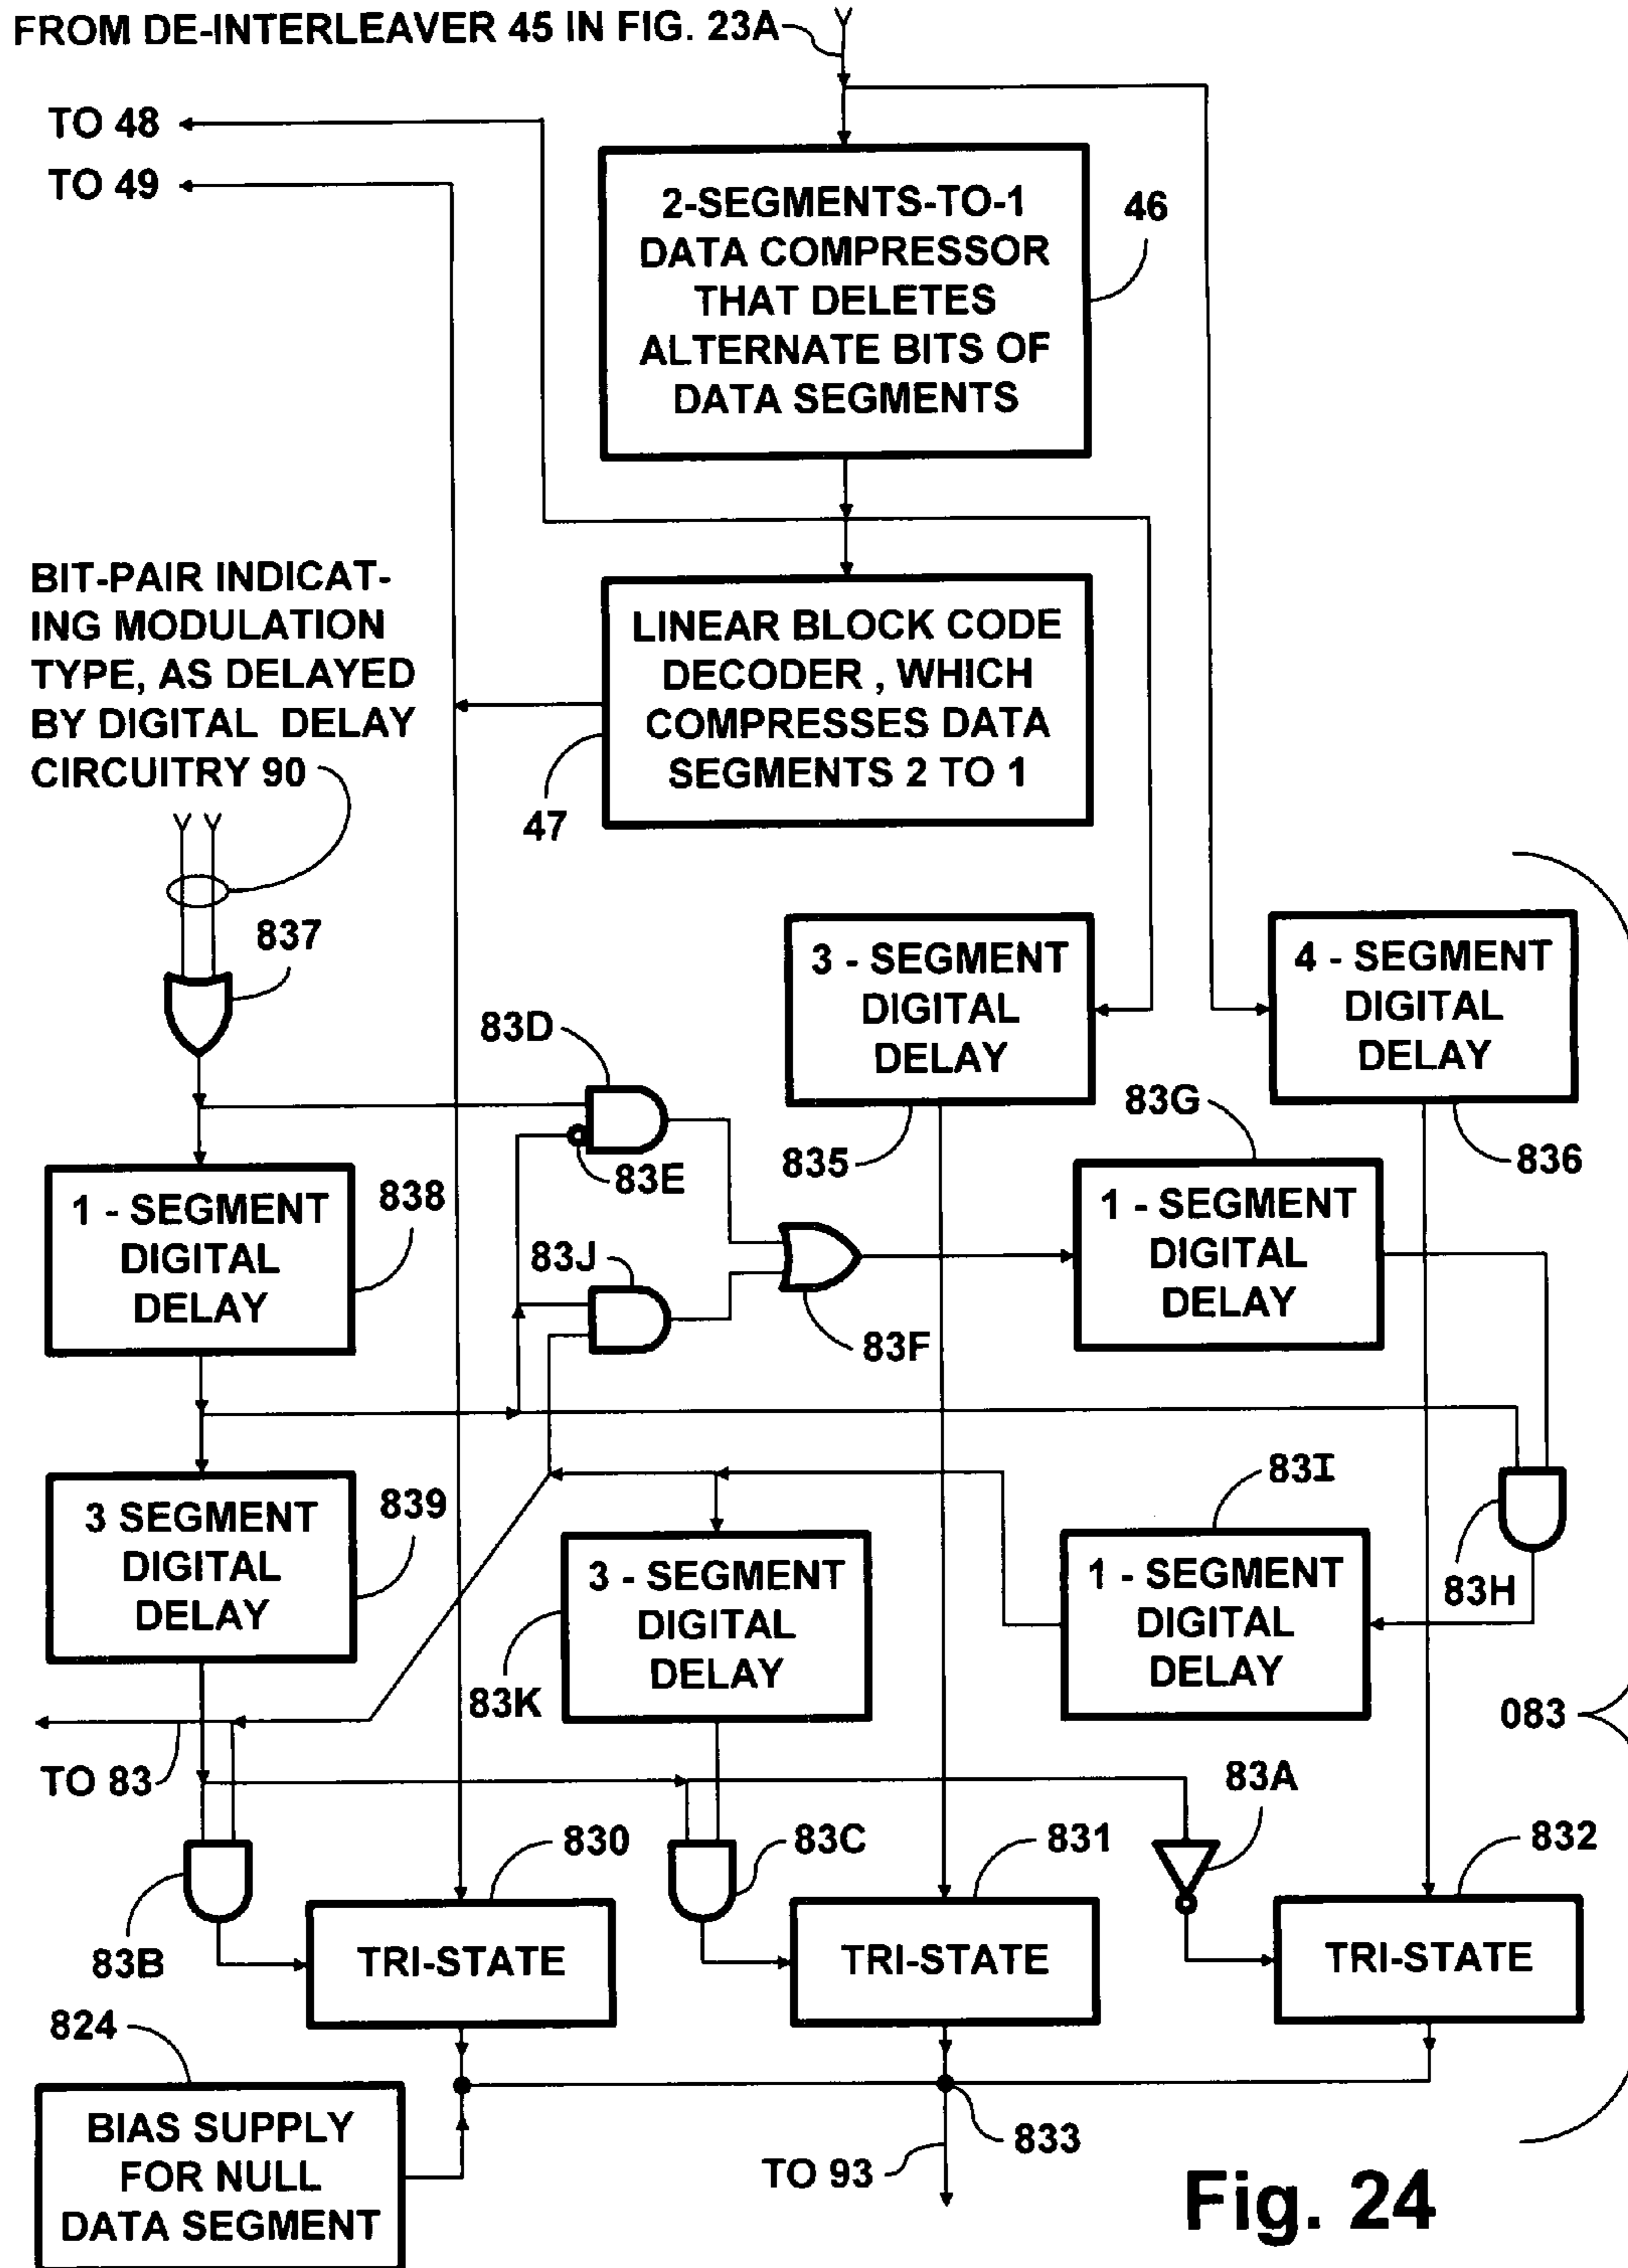 FROM DE-INTERLEAVER 45 IN FIG. 23A
TO 48
TO 49
2-SEGMENTS-TO-1
DATA COMPRESSOR
THAT DELETES
ALTERNATE BITS OF
DATA SEGMENTS
46
BIT-PAIR INDICAT-
ING MODULATION
TYPE, AS DELAYED
BY DIGITAL DELAY
CIRCUITRY 90
LINEAR BLOCK CODE
DECODER , WHICH
COMPRESSES DATA
SEGMENTS 2 TO 1
47
837
3 - SEGMENT
DIGITAL
DELAY
835
4 - SEGMENT
DIGITAL
DELAY
836
83D
83E
83G
1 - SEGMENT
DIGITAL
DELAY
838
83J
83F
1 - SEGMENT
DIGITAL
DELAY
3 SEGMENT
DIGITAL
DELAY
839
83I
83H
3 - SEGMENT
DIGITAL
DELAY
83K
1 - SEGMENT
DIGITAL
DELAY
083
TO 83
83A
83B
830
83C
831
832
TRI-STATE
TRI-STATE
TRI-STATE
824
BIAS SUPPLY
FOR NULL
DATA SEGMENT
833
TO 93
Fig. 24